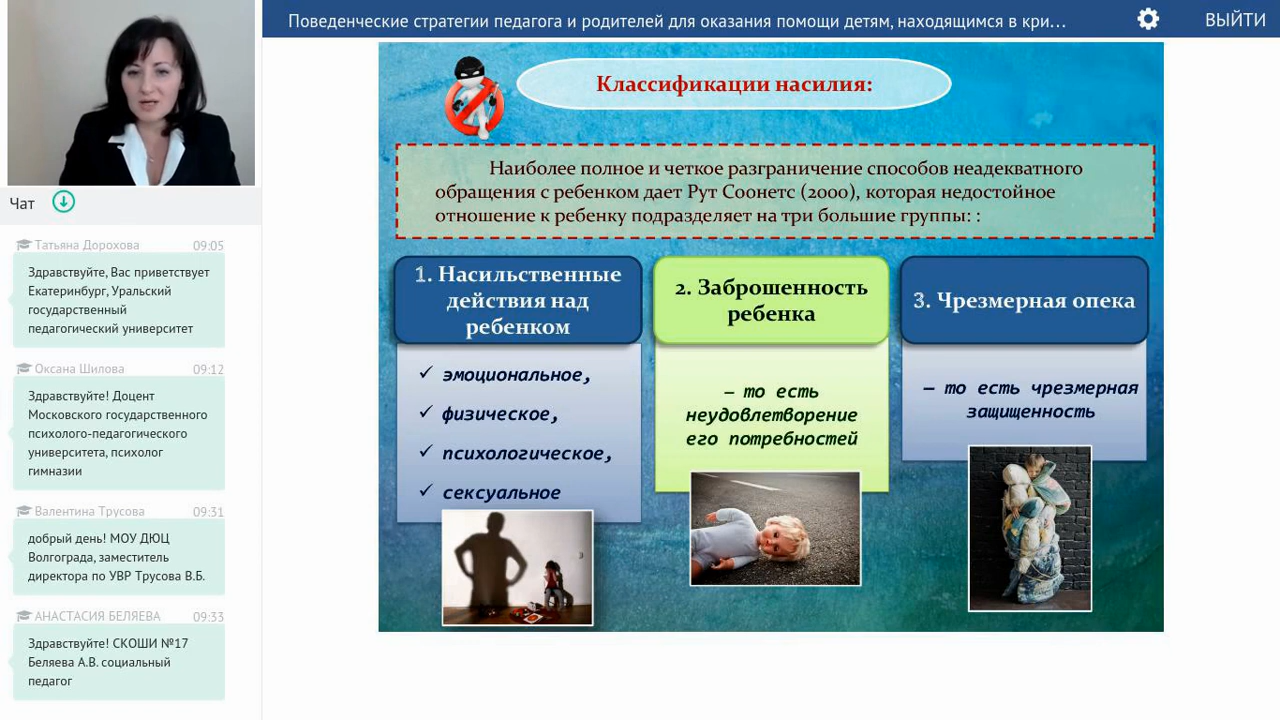 Поведенческие стратегии педагога и родителей для оказания помощи детям, находящимся в кри...
ВЫЙТИ
Чат
Татьяна Дорохова 09:05
Здравствуйте, Вас приветствует
Екатеринбург, Уральский
государственный
педагогический университет
Оксана Шилова 09:12
Здравствуйте! Доцент
Московского государственного
психолого-педагогического
университета, психолог
гимназии
Валентина Трусова 09:31
добрый день! МОУ ДЮЦ
Волгограда, заместитель
директора по УВР Трусова В.Б.
АНАСТАСИЯ БЕЛЯЕВА 09:33
Здравствуйте! СКОШИ №17
Беляева А.В. социальный
педагог
Классификации насилия:
Наиболее полное и четкое разграничение способов неадекватного
обращения с ребенком дает Рут Соонетс (2000), которая недостойное
отношение к ребенку подразделяет на три большие группы: :
1. Насильственные
действия над
ребенком
✓ эмоциональное,
✓ физическое,
✓ психологическое,
✓ сексуальное
2. Заброшенность
ребенка
– то есть
неудовлетворение
его потребностей
3. Чрезмерная опека
– то есть чрезмерная
защищенность